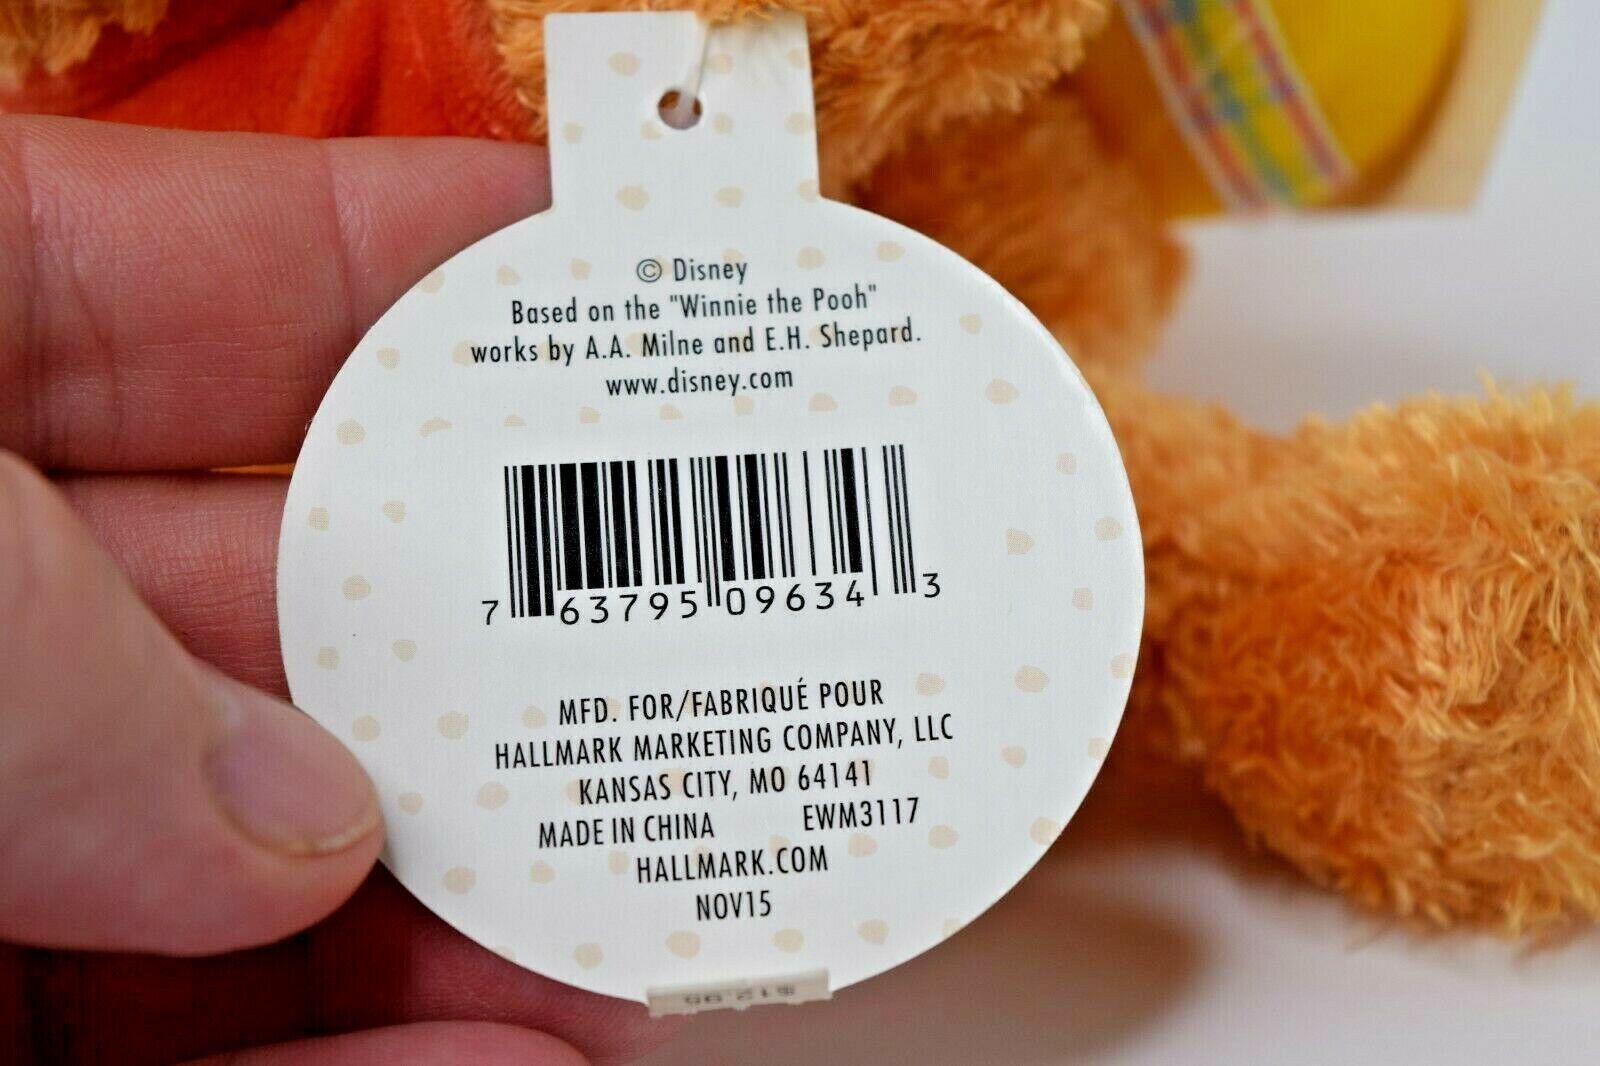 © Disney
Based on the "Winnie the Pooh"
works by A.A. Milne and E.H. Shepard.
www.disney.com
7 63795 09634 3
MFD. FOR/FABRIQUÉ POUR
HALLMARK MARKETING COMPANY, LLC
KANSAS CITY, MO 64141
MADE IN CHINA EWM3117
HALLMARK.COM
NOV15
$12.95